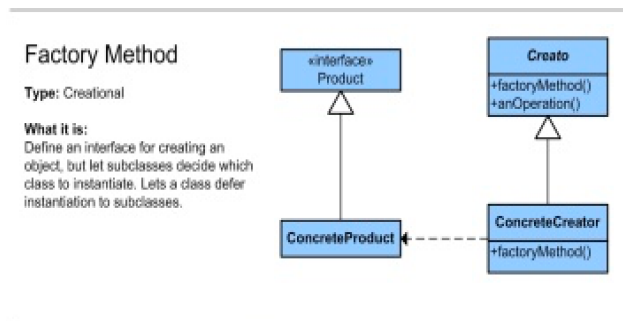 Factory Method
Type: Creational
What it is:
Define an interface for creating an
object, but let subclasses decide which
class to instantiate. Lets a class defer
instantiation to subclasses.
«interface»
Product
Creato
+factoryMethod()
+anOperation()
ConcreteProduct
ConcreteCreator
+factoryMethod()